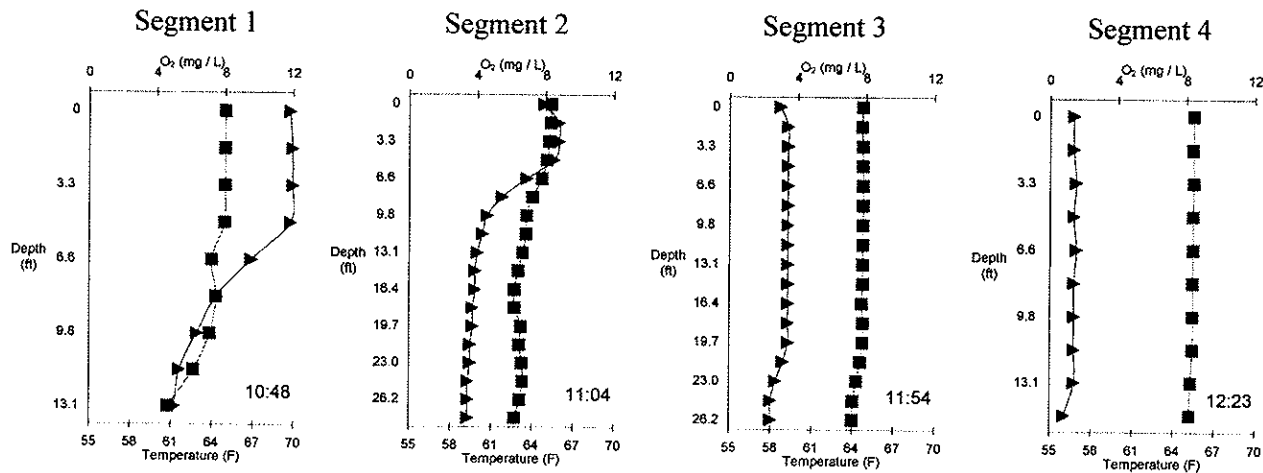 Segment 1
O₂ (mg / L)
0 4 8 12
0
3.3
6.6
9.8
13.1
Depth
(ft)
10:48
55 58 61 64 67 70
Temperature (F)
Segment 2
O₂ (mg / L)
0 4 8 12
0
3.3
6.6
9.8
13.1
16.4
19.7
23.0
26.2
Depth
(ft)
11:04
55 58 61 64 67 70
Temperature (F)
Segment 3
O₂ (mg / L)
0 4 8 12
0
3.3
6.6
9.8
13.1
16.4
19.7
23.0
26.2
Depth
(ft)
11:54
55 58 61 64 67 70
Temperature (F)
Segment 4
O₂ (mg / L)
0 4 8 12
0
3.3
6.6
9.8
13.1
Depth
(ft)
12:23
55 58 61 64 67 70
Temperature (F)